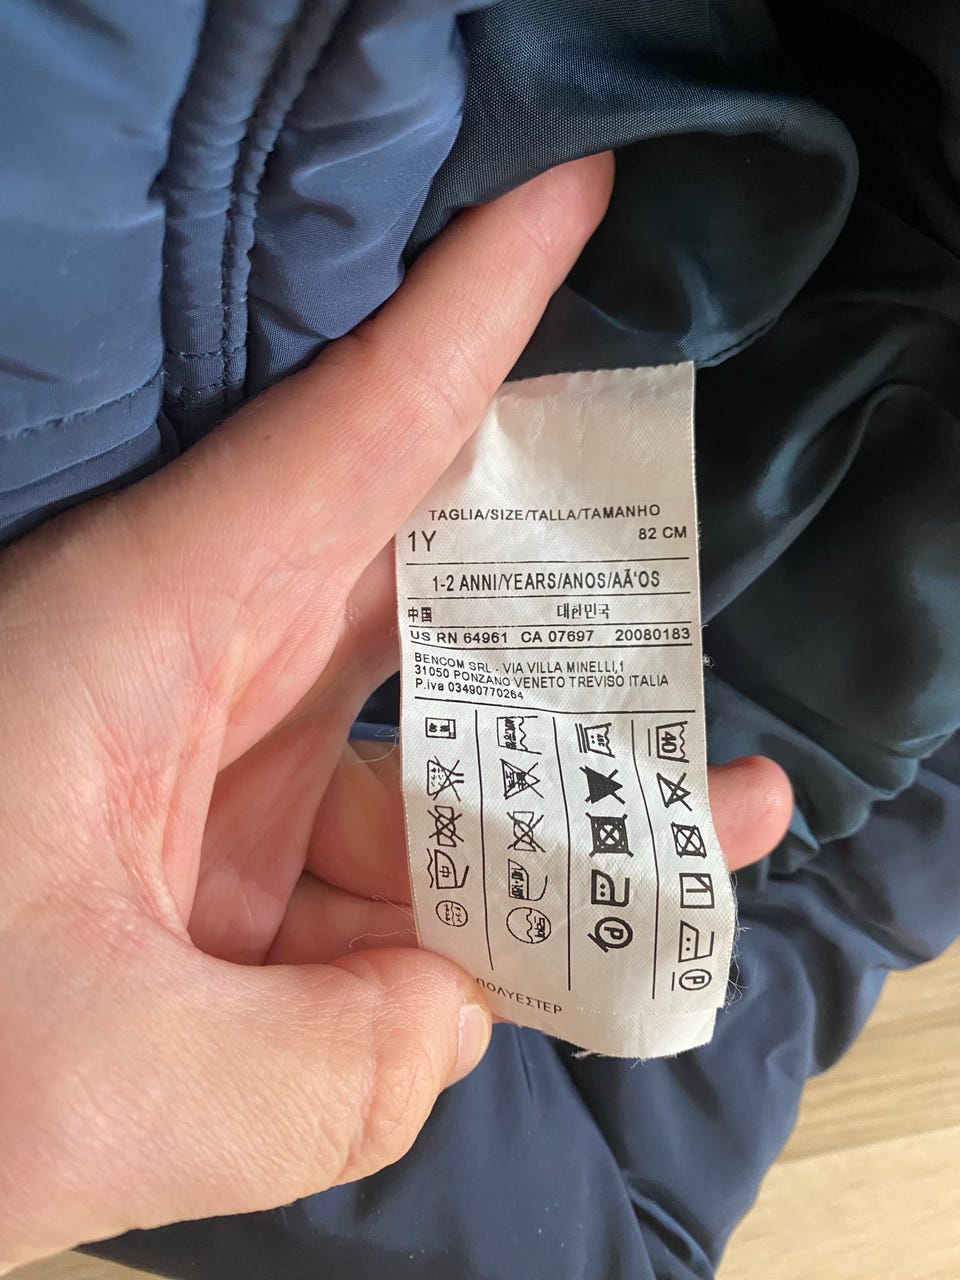 TAGLIA/SIZE/TALLA/TAMANHO
1Y 82 CM
1-2 ANNI/YEARS/ANOS/AÃ'OS
中国 대한민국
US RN 64961 CA 07697 20080183
BENCOM SRL - VIA VILLA MINELLI,1
31050 PONZANO VENETO TREVISO ITALIA
P.iva 03490770264
40
P
P
ΠΟΛΥΕΣΤΕΡ